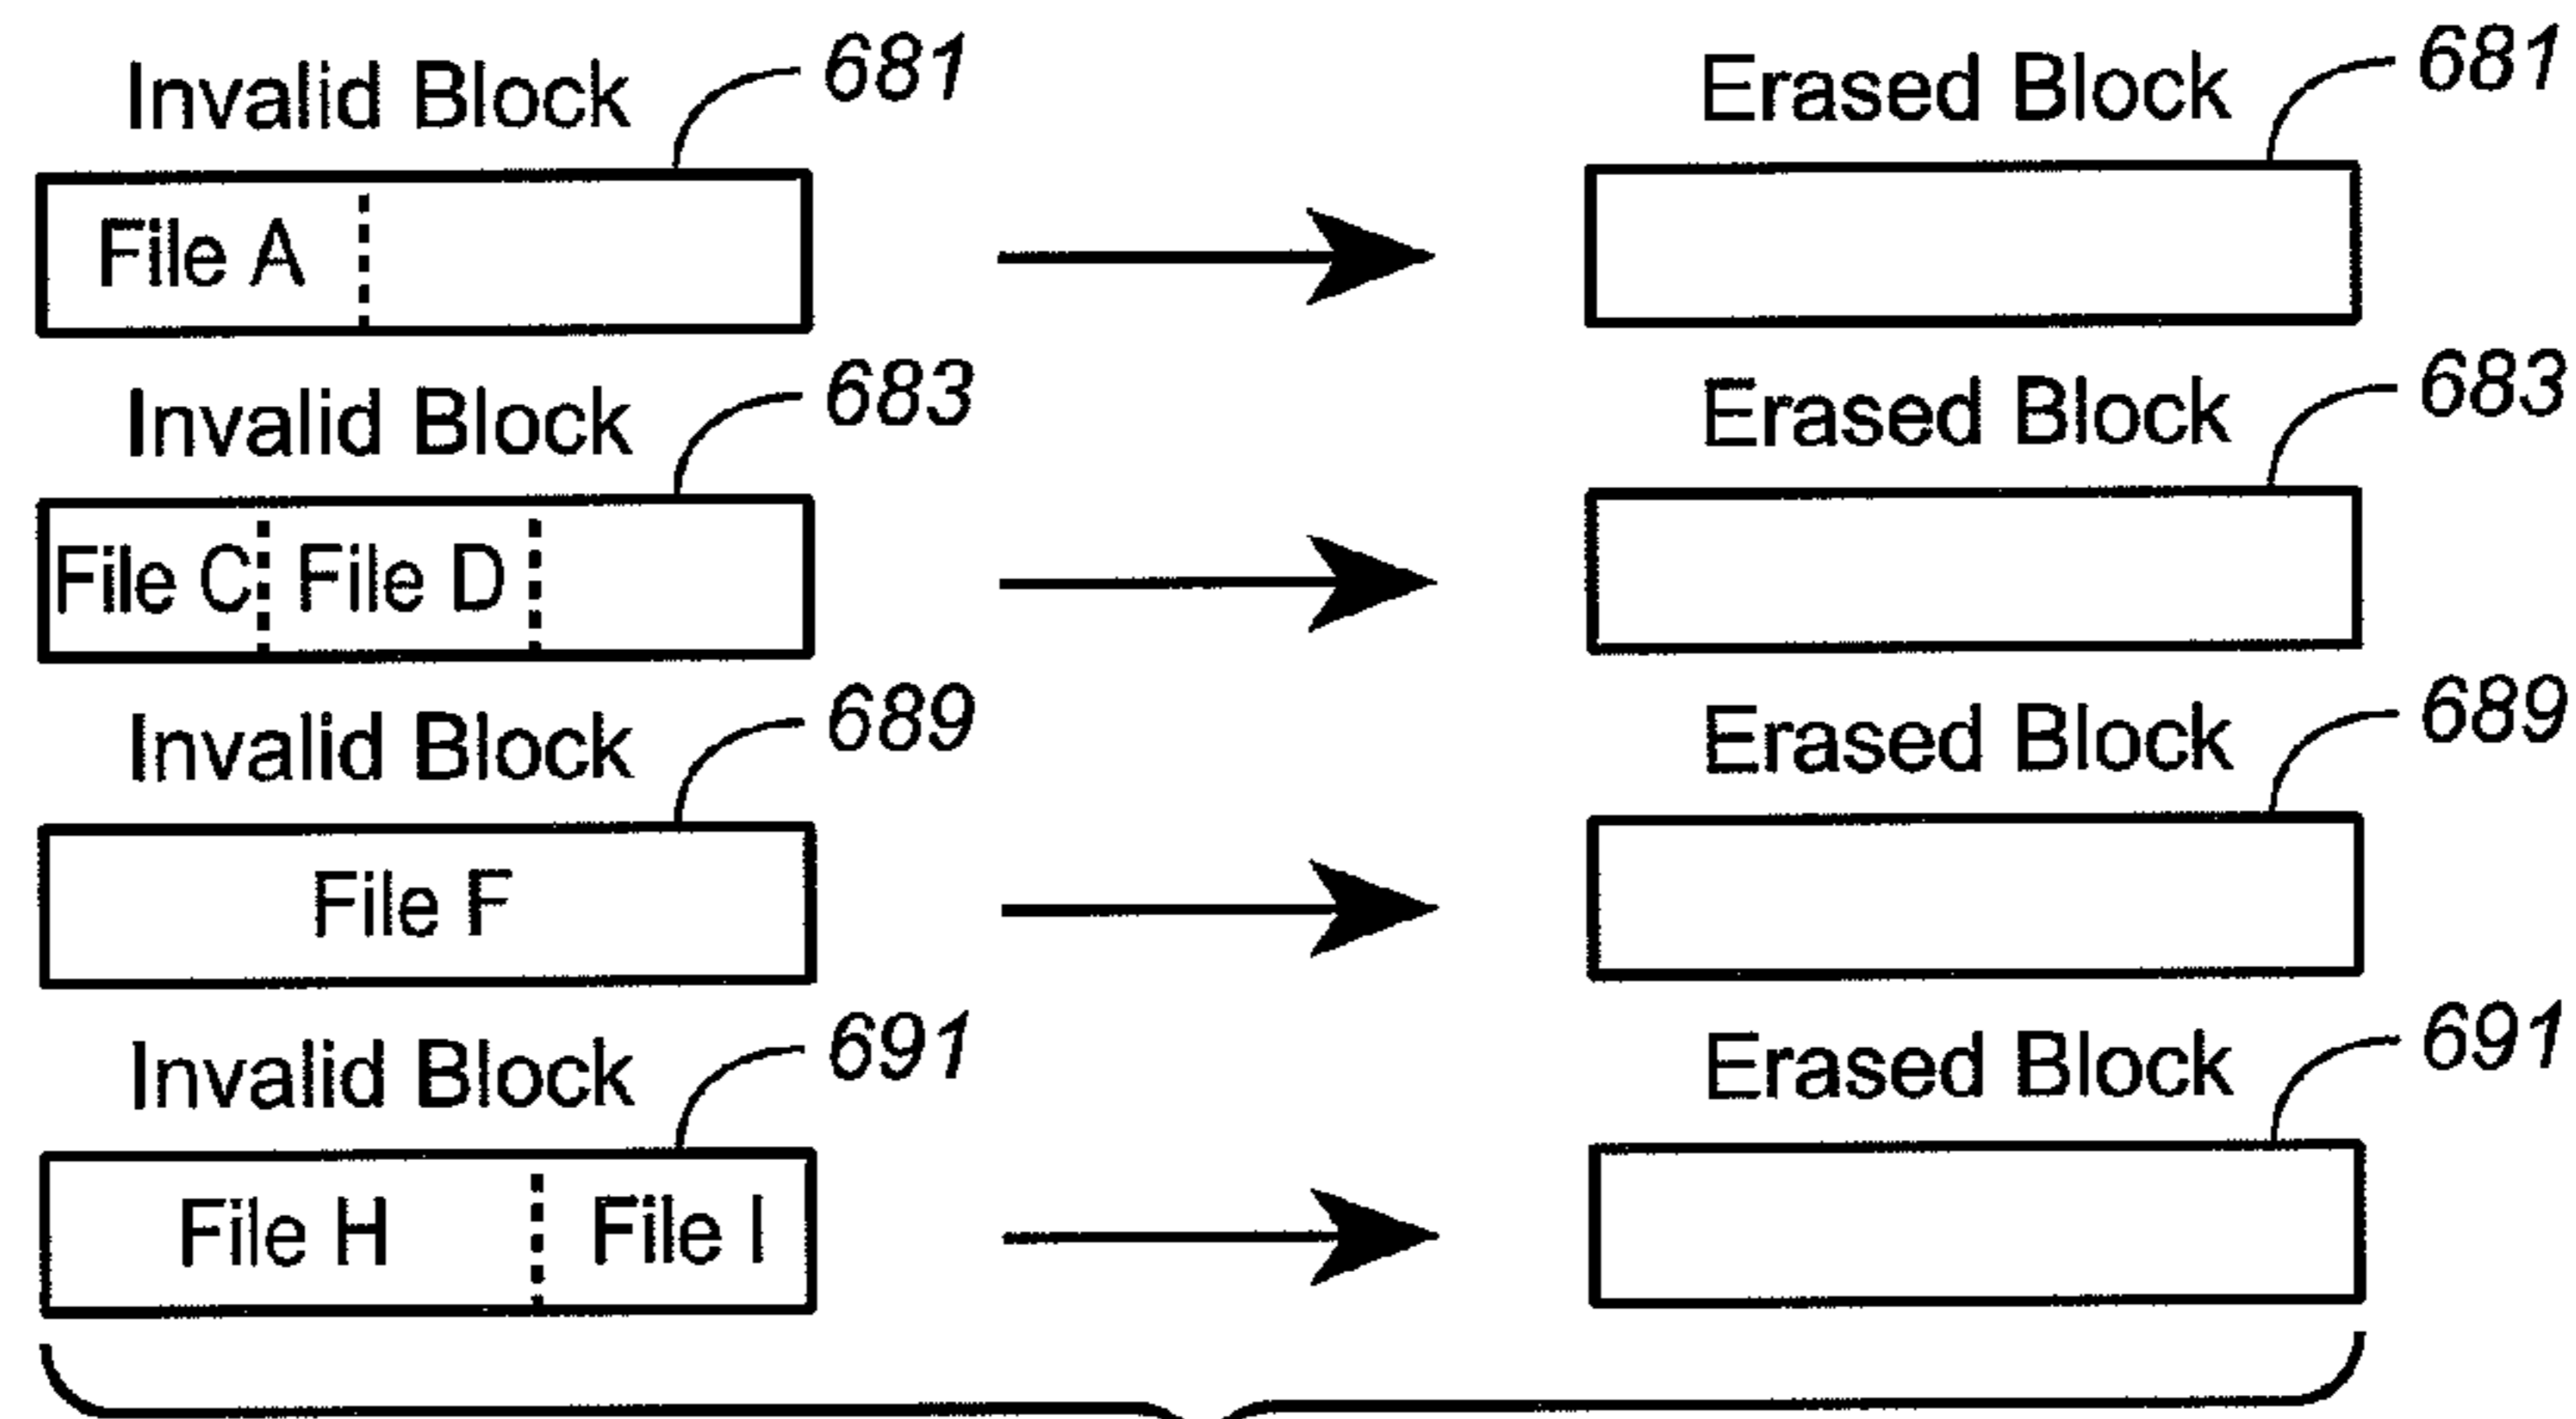 Invalid Block 681 Erased Block 681
File A
Invalid Block 683 Erased Block 683
File C File D
Invalid Block 689 Erased Block 689
File F
Invalid Block 691 Erased Block 691
File H File I